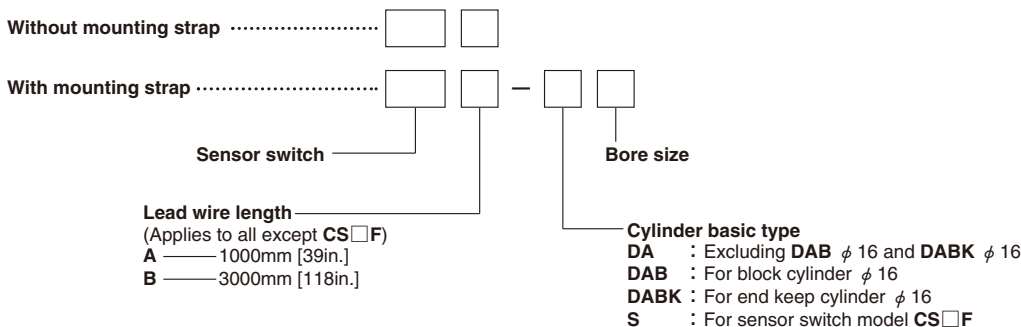 Without mounting strap
With mounting strap –
Sensor switch
Bore size
Lead wire length
(Applies to all except CS□F)
A 1000mm [39in.]
B 3000mm [118in.]
Cylinder basic type
DA : Excluding DAB φ 16 and DABK φ 16
DAB : For block cylinder φ 16
DABK : For end keep cylinder φ 16
S : For sensor switch model CS□F